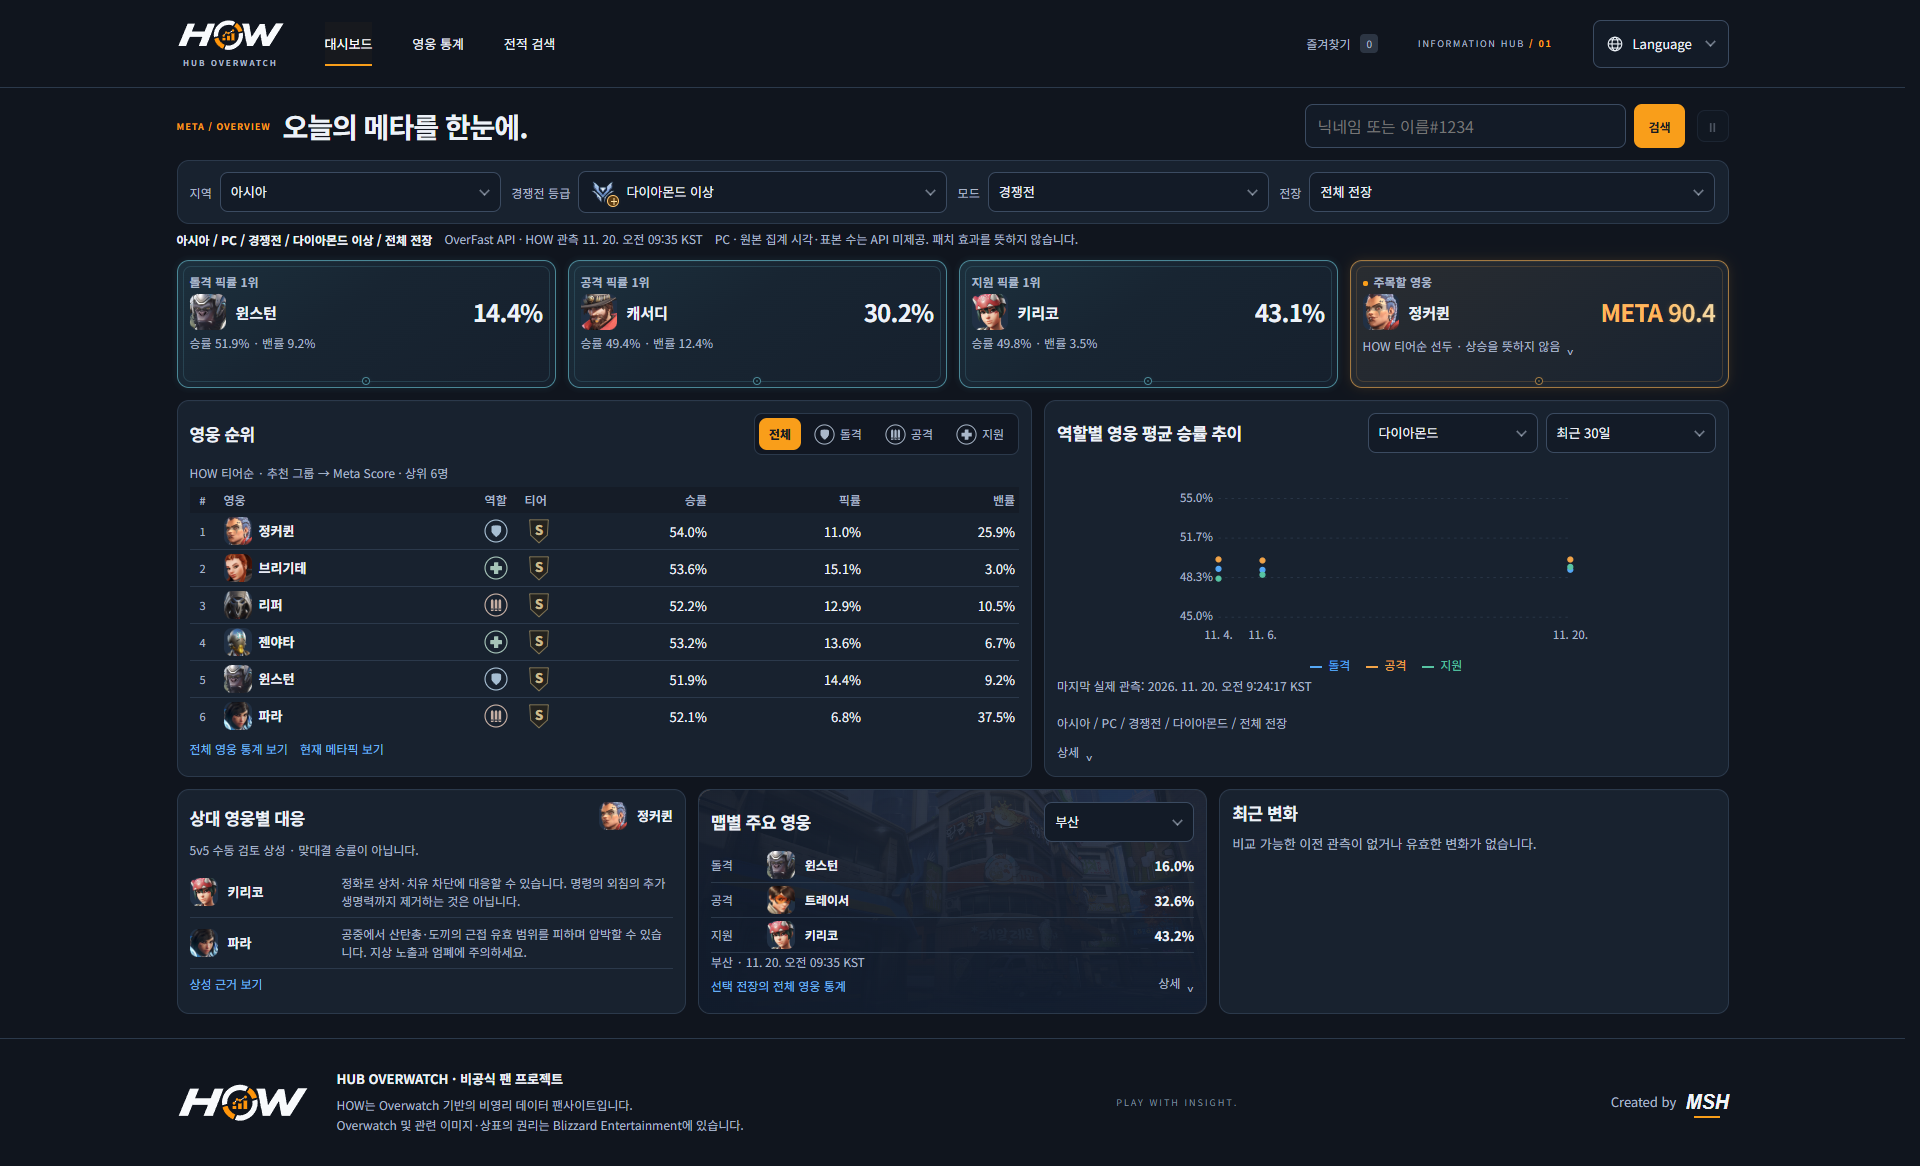 HOW
HUB OVERWATCH
대시보드
영웅 통계
전적 검색
즐겨찾기 0
INFORMATION HUB / 01
Language
META / OVERVIEW
오늘의 메타를 한눈에.
닉네임 또는 이름#1234
검색
지역 아시아
경쟁전 등급 다이아몬드 이상
모드 경쟁전
전장 전체 전장
아시아 / PC / 경쟁전 / 다이아몬드 이상 / 전체 전장 OverFast API · HOW 관측 11. 20. 오전 09:35 KST PC · 원본 집계 시각·표본 수는 API 미제공. 패치 효과를 뜻하지 않습니다.
돌격 픽률 1위
윈스턴 14.4%
승률 51.9% · 밴률 9.2%
공격 픽률 1위
캐서디 30.2%
승률 49.4% · 밴률 12.4%
지원 픽률 1위
키리코 43.1%
승률 49.8% · 밴률 3.5%
주목할 영웅
정커퀸 META 90.4
HOW 티어순 선두 · 상승을 뜻하지 않음
영웅 순위
전체 돌격 공격 지원
HOW 티어순 · 추천 그룹 → Meta Score · 상위 6명
# 영웅 역할 티어 승률 픽률 밴률
1 정커퀸 S 54.0% 11.0% 25.9%
2 브리기테 S 53.6% 15.1% 3.0%
3 리퍼 S 52.2% 12.9% 10.5%
4 젠야타 S 53.2% 13.6% 6.7%
5 윈스턴 S 51.9% 14.4% 9.2%
6 파라 S 52.1% 6.8% 37.5%
전체 영웅 통계 보기 현재 메타픽 보기
역할별 영웅 평균 승률 추이
다이아몬드
최근 30일
55.0%
51.7%
48.3%
45.0%
11. 4. 11. 6. 11. 20.
돌격 공격 지원
마지막 실제 관측: 2026. 11. 20. 오전 9:24:17 KST
아시아 / PC / 경쟁전 / 다이아몬드 / 전체 전장
상세
상대 영웅별 대응
정커퀸
5v5 수동 검토 상성 · 맞대결 승률이 아닙니다.
키리코
정화로 상처·치유 차단에 대응할 수 있습니다. 명령의 외침의 추가
생명력까지 제거하는 것은 아닙니다.
파라
공중에서 산탄총·도끼의 근접 유효 범위를 피하며 압박할 수 있습
니다. 지상 노출과 엄폐에 주의하세요.
상성 근거 보기
맵별 주요 영웅
부산
돌격 윈스턴 16.0%
공격 트레이서 32.6%
지원 키리코 43.2%
부산 · 11. 20. 오전 09:35 KST
선택 전장의 전체 영웅 통계
상세
최근 변화
비교 가능한 이전 관측이 없거나 유효한 변화가 없습니다.
HOW
HUB OVERWATCH · 비공식 팬 프로젝트
HOW는 Overwatch 기반의 비영리 데이터 팬사이트입니다.
Overwatch 및 관련 이미지·상표의 권리는 Blizzard Entertainment에 있습니다.
PLAY WITH INSIGHT.
Created by MSH